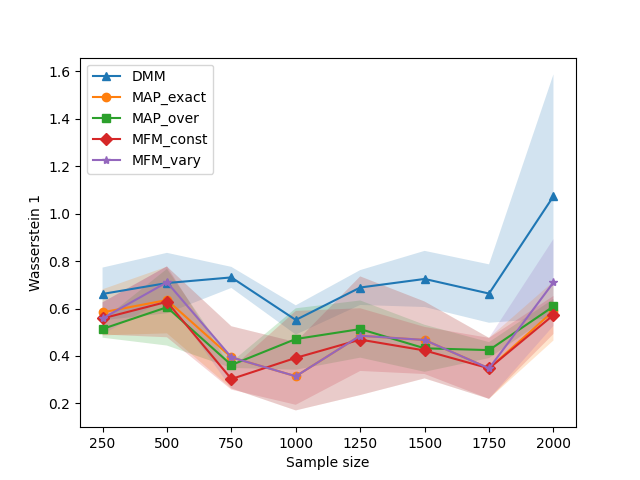 1.6
1.4
1.2
1.0
0.8
0.6
0.4
0.2
Wasserstein 1
DMM
MAP_exact
MAP_over
MFM_const
MFM_vary
250 500 750 1000 1250 1500 1750 2000
Sample size